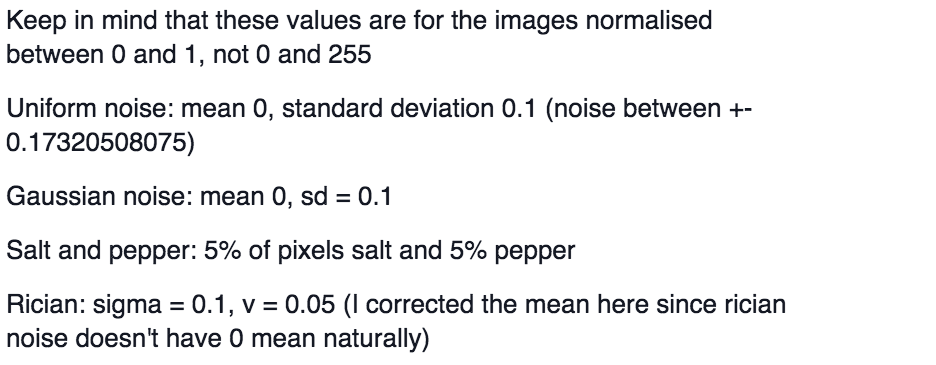 Keep in mind that these values are for the images normalised
between 0 and 1, not 0 and 255
Uniform noise: mean 0, standard deviation 0.1 (noise between +-
0.17320508075)
Gaussian noise: mean 0, sd = 0.1
Salt and pepper: 5% of pixels salt and 5% pepper
Rician: sigma = 0.1, v = 0.05 (I corrected the mean here since rician
noise doesn't have 0 mean naturally)